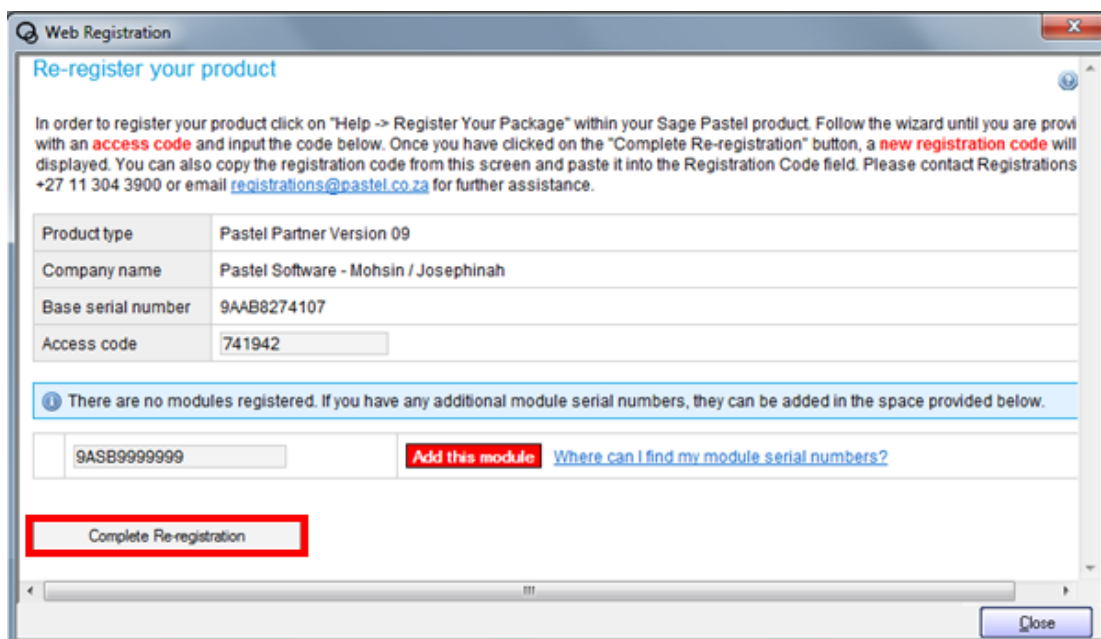 Web Registration
Re-register your product
In order to register your product click on "Help -> Register Your Package" within your Sage Pastel product. Follow the wizard until you are provi
with an access code and input the code below. Once you have clicked on the "Complete Re-registration" button, a new registration code will
displayed. You can also copy the registration code from this screen and paste it into the Registration Code field. Please contact Registrations
+27 11 304 3900 or email registrations@pastel.co.za for further assistance.
Product type Pastel Partner Version 09
Company name Pastel Software - Mohsin / Josephinah
Base serial number 9AAB8274107
Access code 741942
There are no modules registered. If you have any additional module serial numbers, they can be added in the space provided below.
9ASB9999999 Add this module Where can I find my module serial numbers?
Complete Re-registration
Close